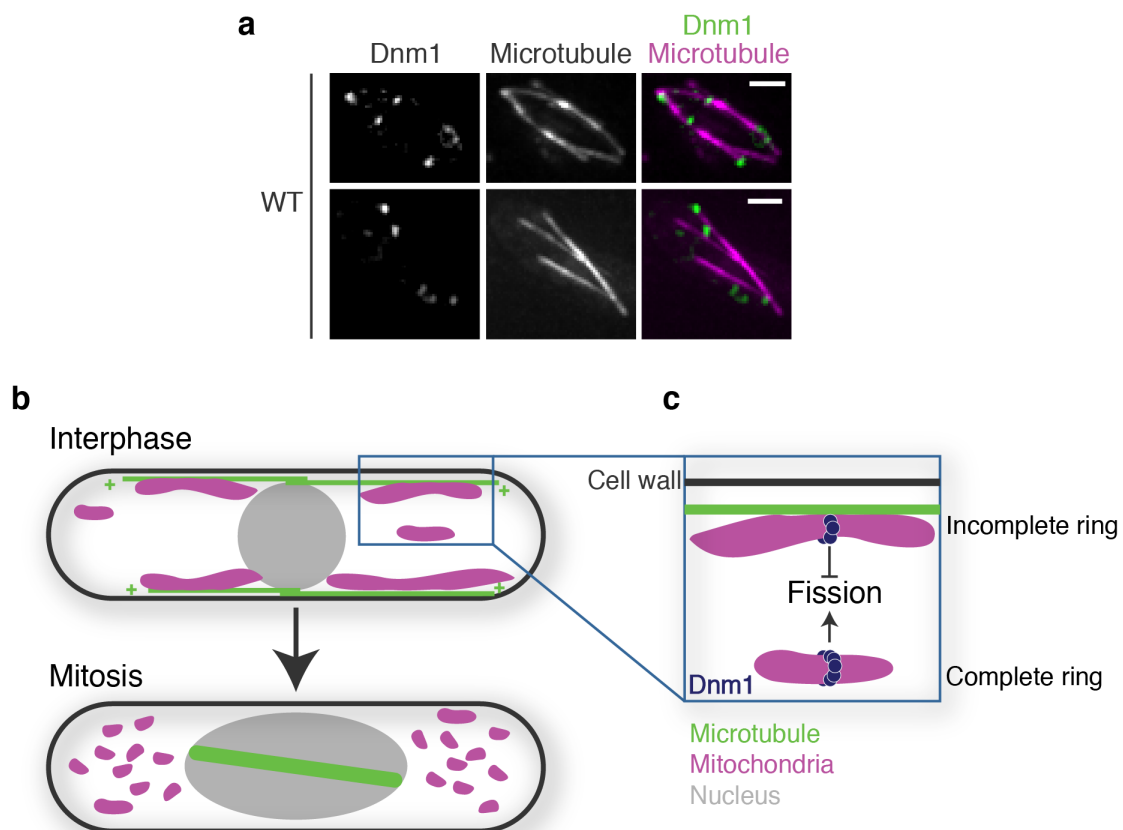 a
Dnm1
Dnm1 Microtubule Microtubule
WT
b
Interphase
+ +
+ +
Mitosis
c
Cell wall
Incomplete ring
Fission
Dnm1
Complete ring
Microtubule
Mitochondria
Nucleus